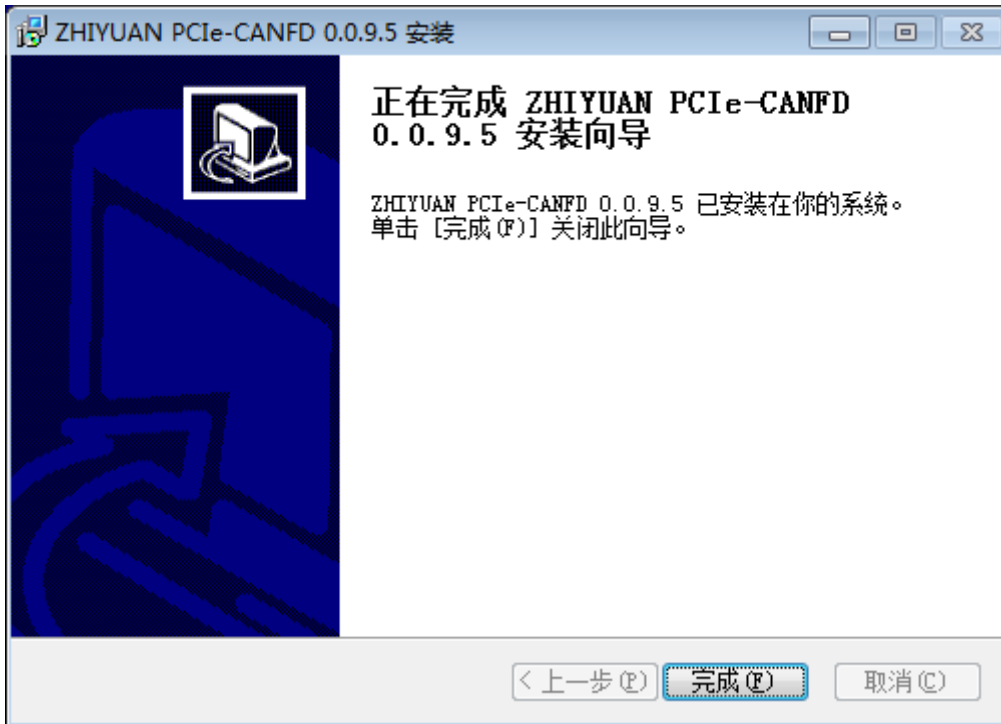 ZHIYUAN PCIe-CANFD 0.0.9.5 安装
正在完成 ZHIYUAN PCIe-CANFD
0.0.9.5 安装向导
ZHIYUAN PCIe-CANFD 0.0.9.5 已安装在你的系统。
单击 [完成(F)] 关闭此向导。
< 上一步(P) 完成(F) 取消(C)